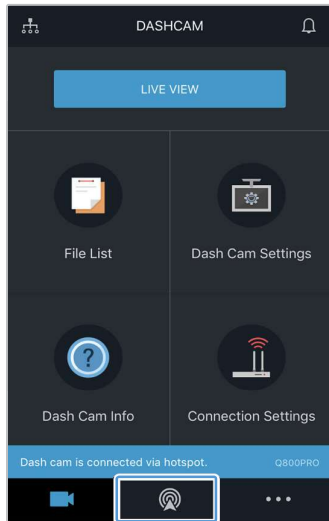 DASHCAM
LIVE VIEW
File List
Dash Cam Settings
?
Dash Cam Info
Connection Settings
Dash cam is connected via hotspot.
Q800PRO